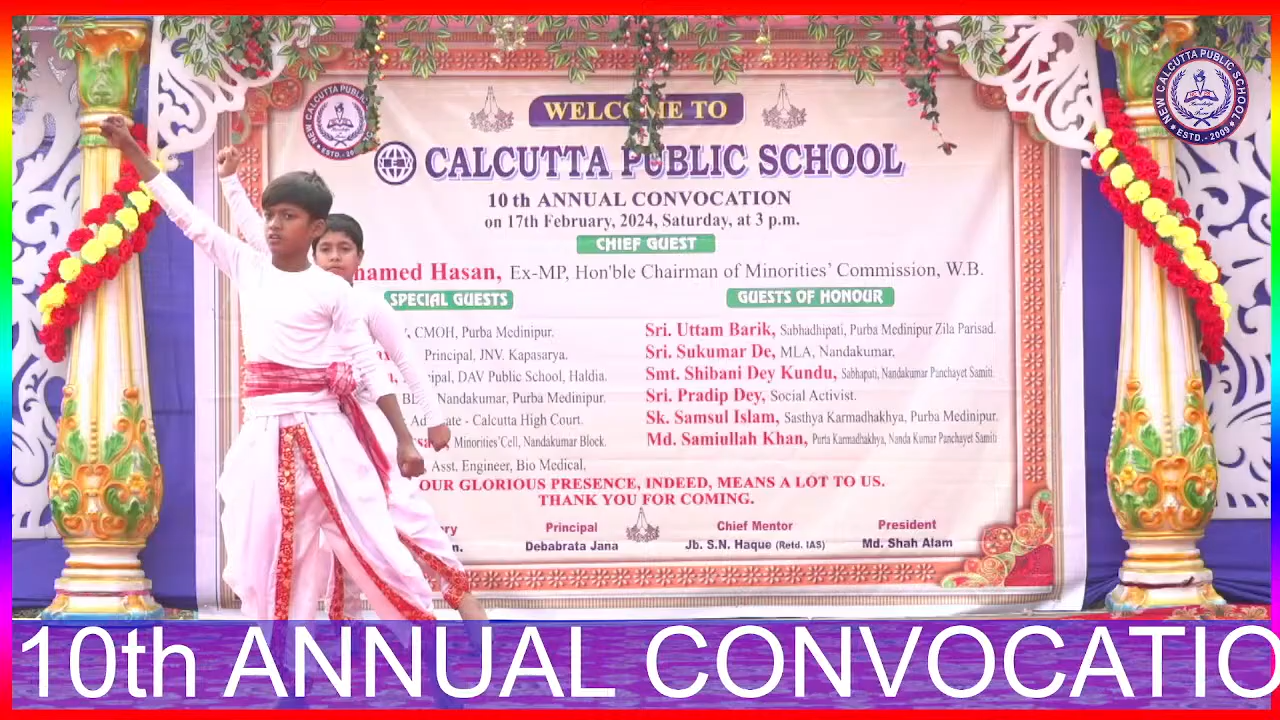 WELCOME TO
CALCUTTA PUBLIC SCHOOL
10 th ANNUAL CONVOCATION
on 17th February, 2024, Saturday, at 3 p.m.
CHIEF GUEST
Hasan, Ex-MP, Hon'ble Chairman of Minorities' Commission, W.B.
SPECIAL GUESTS
GUESTS OF HONOUR
CMOH, Purba Medinipur.
Principal, JNV. Kapasarya.
DAV Public School, Haldia.
Nandakumar, Purba Medinipur.
- Calcutta High Court.
Minorities' Cell, Nandakumar Block.
Asst. Engineer, Bio Medical,
Sri. Uttam Barik, Sabhadhipati, Purba Medinipur Zila Parisad.
Sri. Sukumar De, MLA, Nandakumar,
Smt. Shibani Dey Kundu, Sabhapati, Nandakumar Panchayet Samiti.
Sri. Pradip Dey, Social Activist.
Sk. Samsul Islam, Sasthya Karmadhakhya, Purba Medinipur.
Md. Samiullah Khan, Purta Karmadhakhya, Nanda Kumar Panchayet Samiti
OUR GLORIOUS PRESENCE, INDEED, MEANS A LOT TO US.
THANK YOU FOR COMING.
Principal
Debabrata Jana
Chief Mentor
Jb. S.N. Haque (Retd. IAS)
President
Md. Shah Alam
NEW CALCUTTA PUBLIC SCHOOL
ESTD.- 2009
10th ANNUAL CONVOCATIO